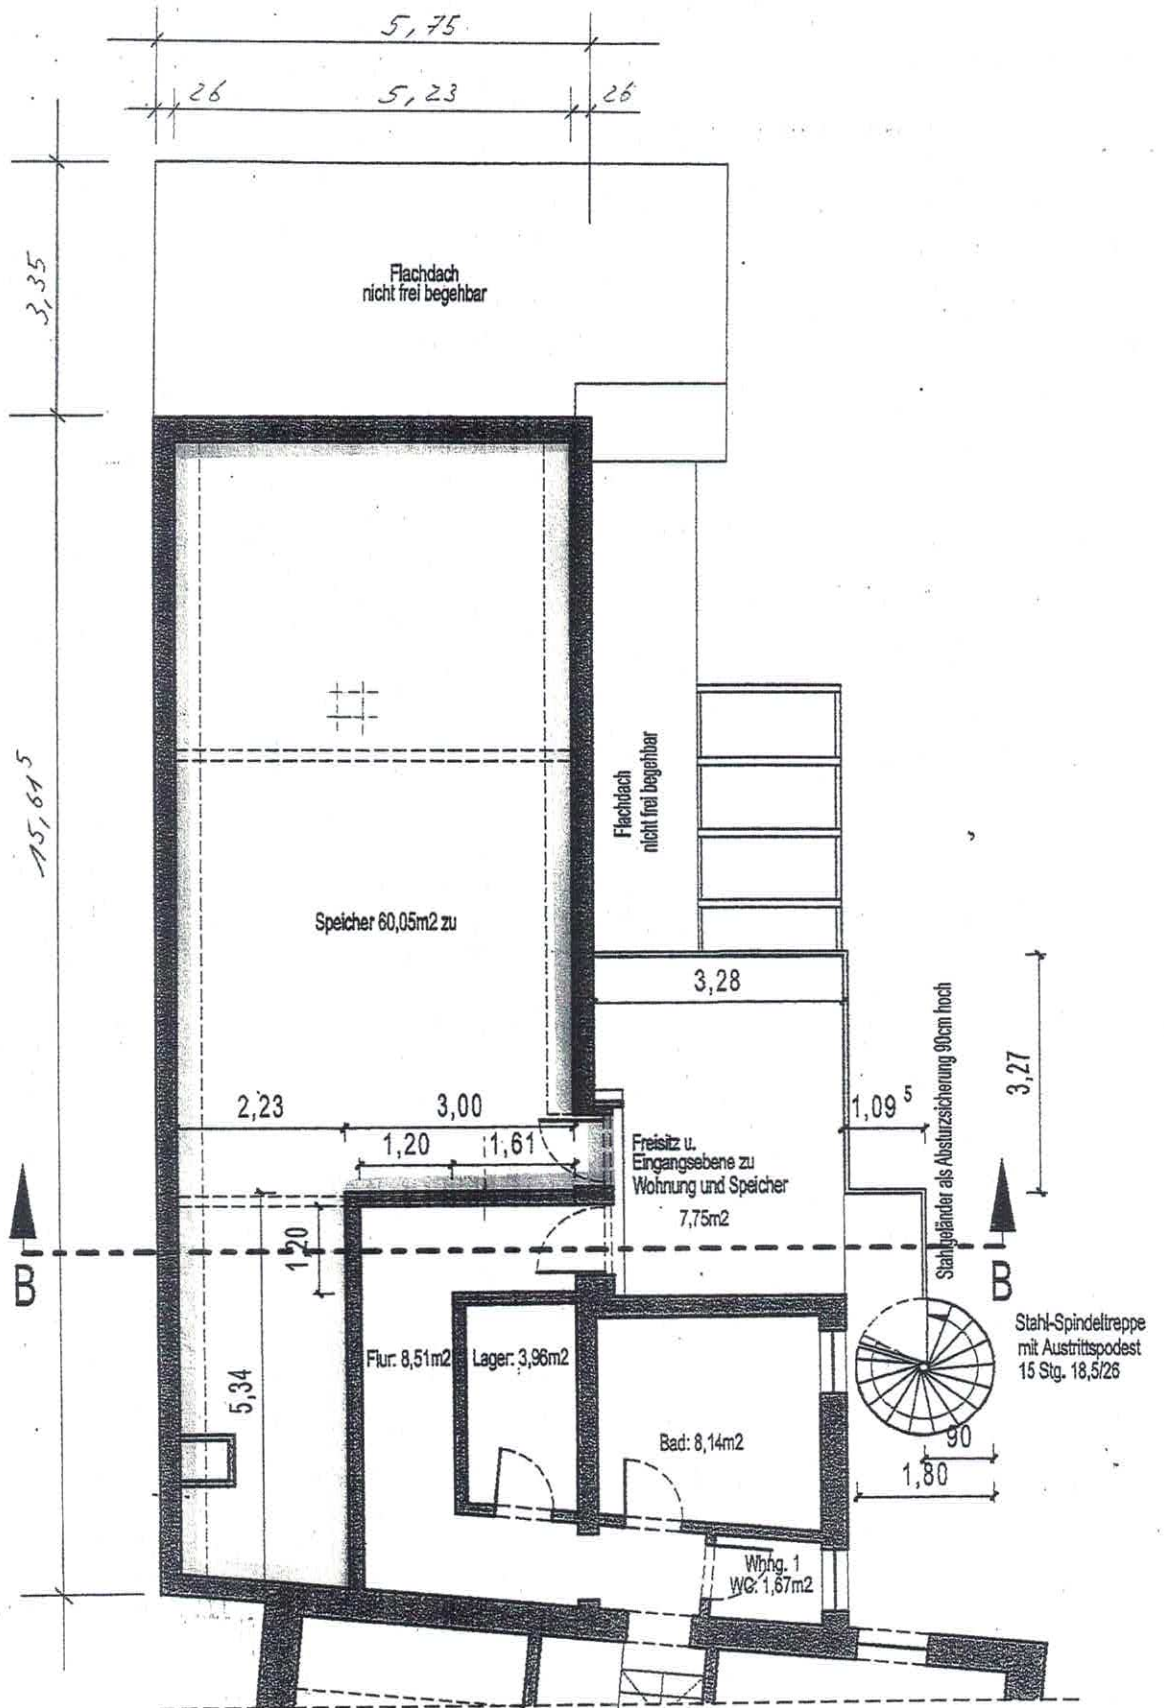 5,75
26 5,23 26
3,35
Flachdach
nicht frei begehbar
15,61⁵
Flachdach
nicht frei begehbar
Speicher 60,05m2 zu
3,28
3,27
2,23 3,00
1,09⁵
1,20 1,61
Freisitz u.
Eingangsebene zu
Wohnung und Speicher
7,75m2
Stahlgeländer als Absturzsicherung 90cm hoch
1,20
B B
Stahl-Spindeltreppe
mit Austrittspodest
15 Stg. 18,5/26
Flur: 8,51m2 Lager: 3,96m2
5,34
Bad: 8,14m2
90
1,80
Whng. 1
WC: 1,67m2